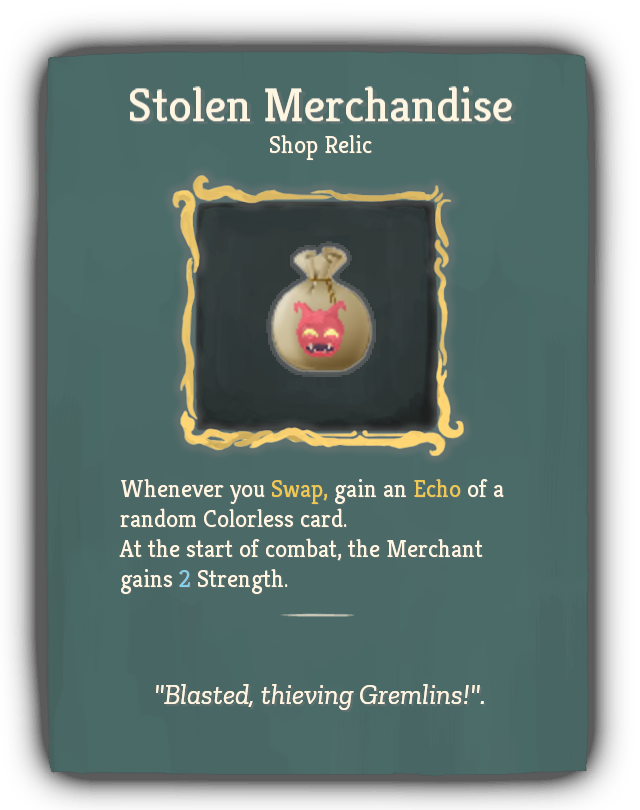 Stolen Merchandise
Shop Relic
Whenever you Swap, gain an Echo of a
random Colorless card.
At the start of combat, the Merchant
gains 2 Strength.
"Blasted, thieving Gremlins!".